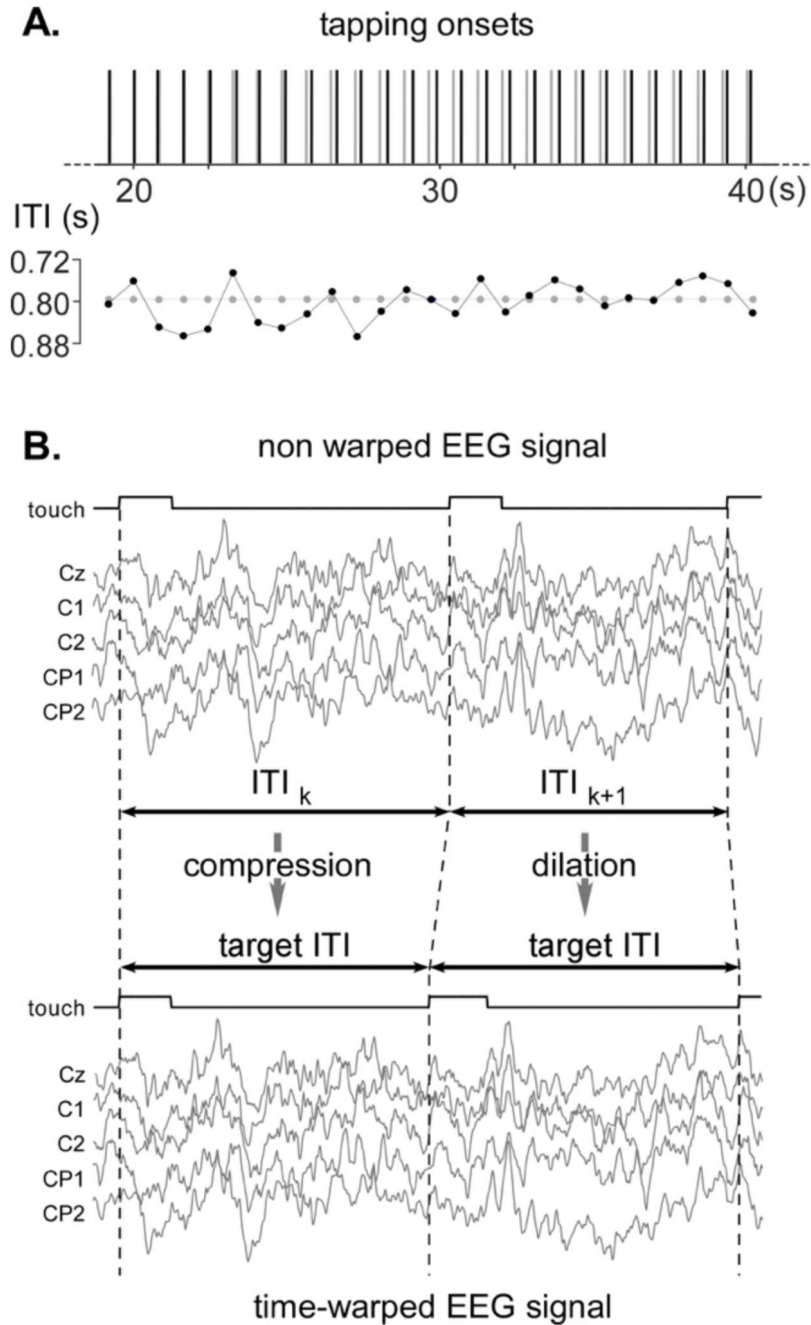 A.
tapping onsets
20 30 40 (s)
ITI (s)
0.72
0.80
0.88
B.
non warped EEG signal
touch
Cz
C1
C2
CP1
CP2
ITI k ITI k+1
compression dilation
target ITI target ITI
touch
Cz
C1
C2
CP1
CP2
time-warped EEG signal